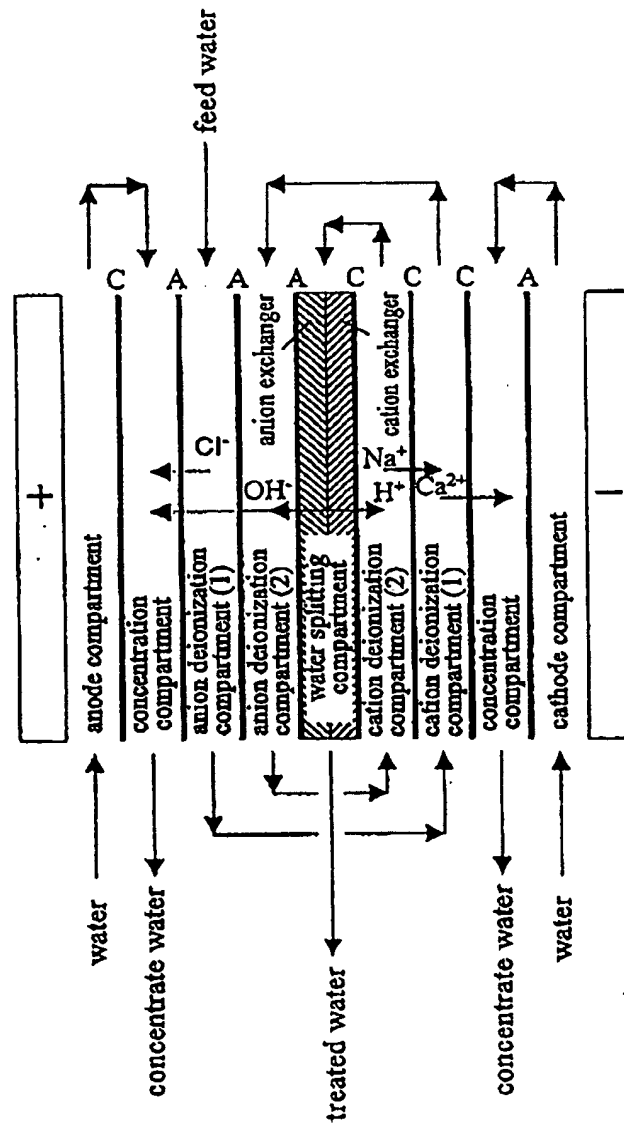 +
anode compartment
concentration
compartment
anion deionization
compartment (1)
anion deionization
compartment (2)
water splitting
compartment
cation deionization
compartment (2)
cation deionization
compartment (1)
concentration
compartment
cathode compartment
−
water
concentrate water
treated water
concentrate water
water
feed water
C
A
A
A
C
C
C
A
anion exchanger
cation exchanger
Cl-
OH-
Na+
H+
Ca2+